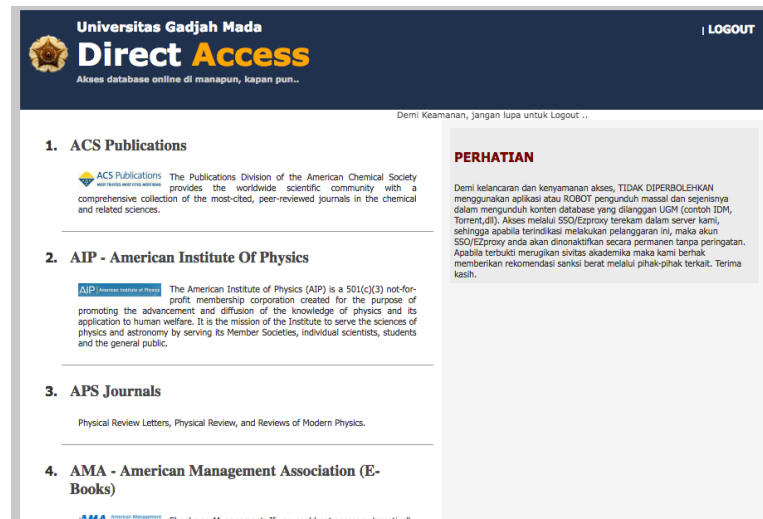 Universitas Gadjah Mada
| LOGOUT
Direct Access
Akses database online di manapun, kapan pun..
Demi Keamanan, jangan lupa untuk Logout ..
1. ACS Publications
ACS Publications
MOST TRUSTED. MOST CITED. MOST READ.
The Publications Division of the American Chemical Society
provides the worldwide scientific community with a
comprehensive collection of the most-cited, peer-reviewed journals in the chemical
and related sciences.
2. AIP - American Institute Of Physics
AIP | American Institute of Physics
The American Institute of Physics (AIP) is a 501(c)(3) not-for-
profit membership corporation created for the purpose of
promoting the advancement and diffusion of the knowledge of physics and its
application to human welfare. It is the mission of the Institute to serve the sciences of
physics and astronomy by serving its Member Societies, individual scientists, students
and the general public.
3. APS Journals
Physical Review Letters, Physical Review, and Reviews of Modern Physics.
4. AMA - American Management Association (E-
Books)
American Management
PERHATIAN
Demi kelancaran dan kenyamanan akses, TIDAK DIPERBOLEHKAN
menggunakan aplikasi atau ROBOT pengunduh massal dan sejenisnya
dalam mengunduh konten database yang dilanggan UGM (contoh IDM,
Torrent,dll). Akses melalui SSO/Ezproxy terekam dalam server kami,
sehingga apabila terindikasi melakukan pelanggaran ini, maka akun
SSO/EZproxy anda akan dinonaktifkan secara permanen tanpa peringatan.
Apabila terbukti merugikan sivitas akademika maka kami berhak
memberikan rekomendasi sanksi berat melalui pihak-pihak terkait. Terima
kasih.